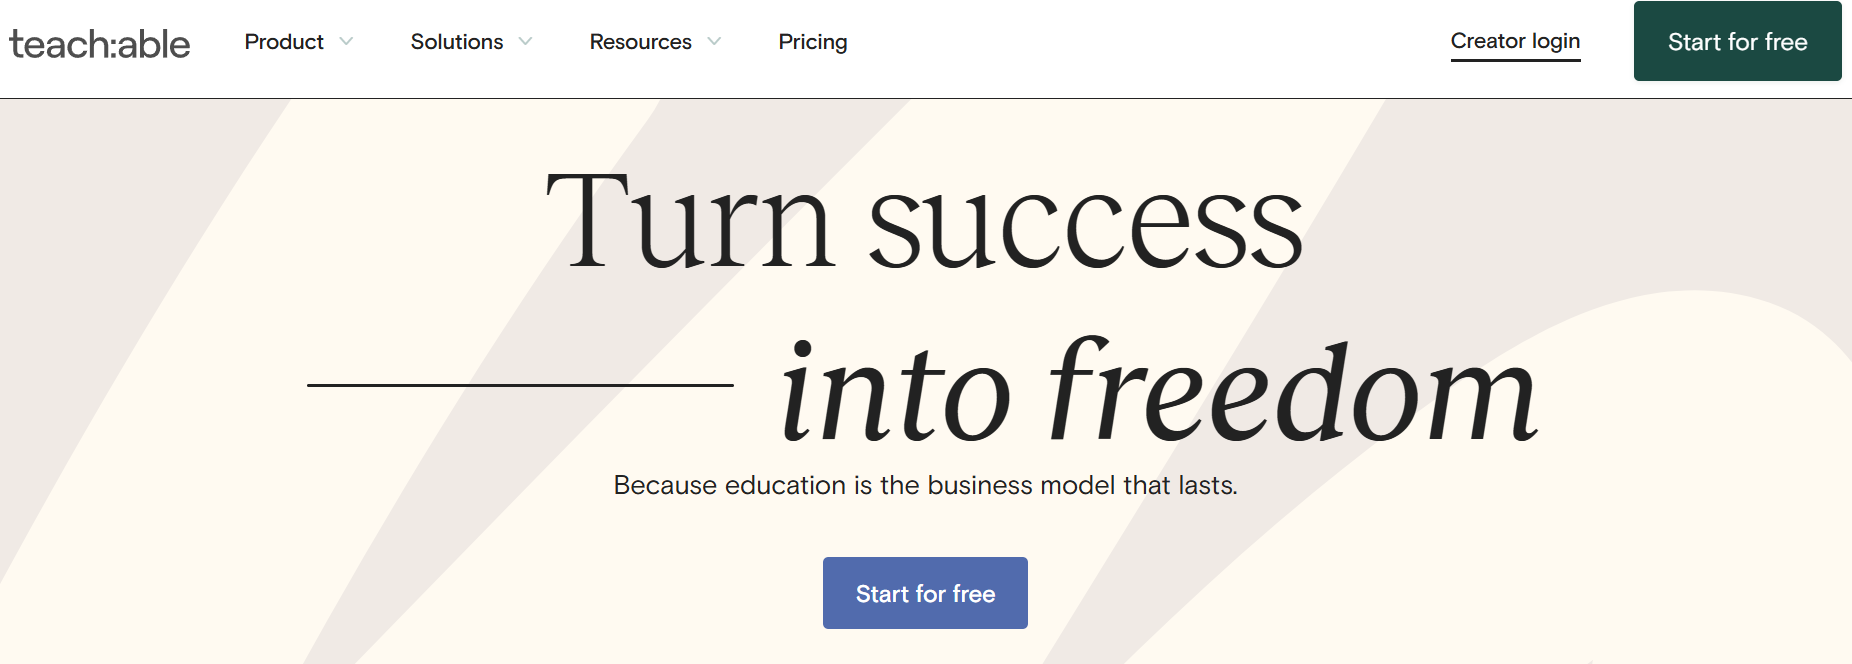 teach:able Product Solutions Resources Pricing Creator login Start for free
Turn success
into freedom
Because education is the business model that lasts.
Start for free